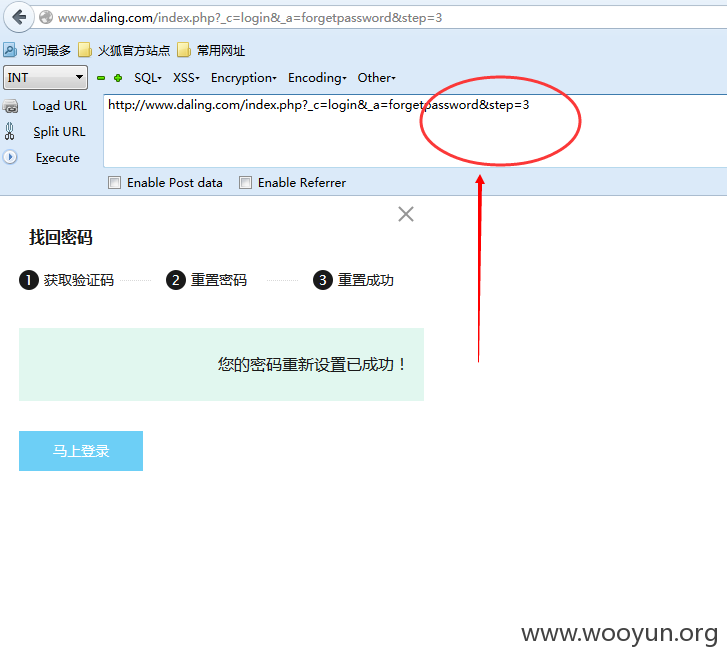 www.daling.com/index.php?_c=login&_a=forgetpassword&step=3
访问最多 火狐官方站点 常用网址
INT SQL XSS Encryption Encoding Other
Load URL http://www.daling.com/index.php?_c=login&_a=forgetpassword&step=3
Split URL
Execute
Enable Post data Enable Referrer
找回密码
1 获取验证码 2 重置密码 3 重置成功
您的密码重新设置已成功！
马上登录
www.wooyun.org